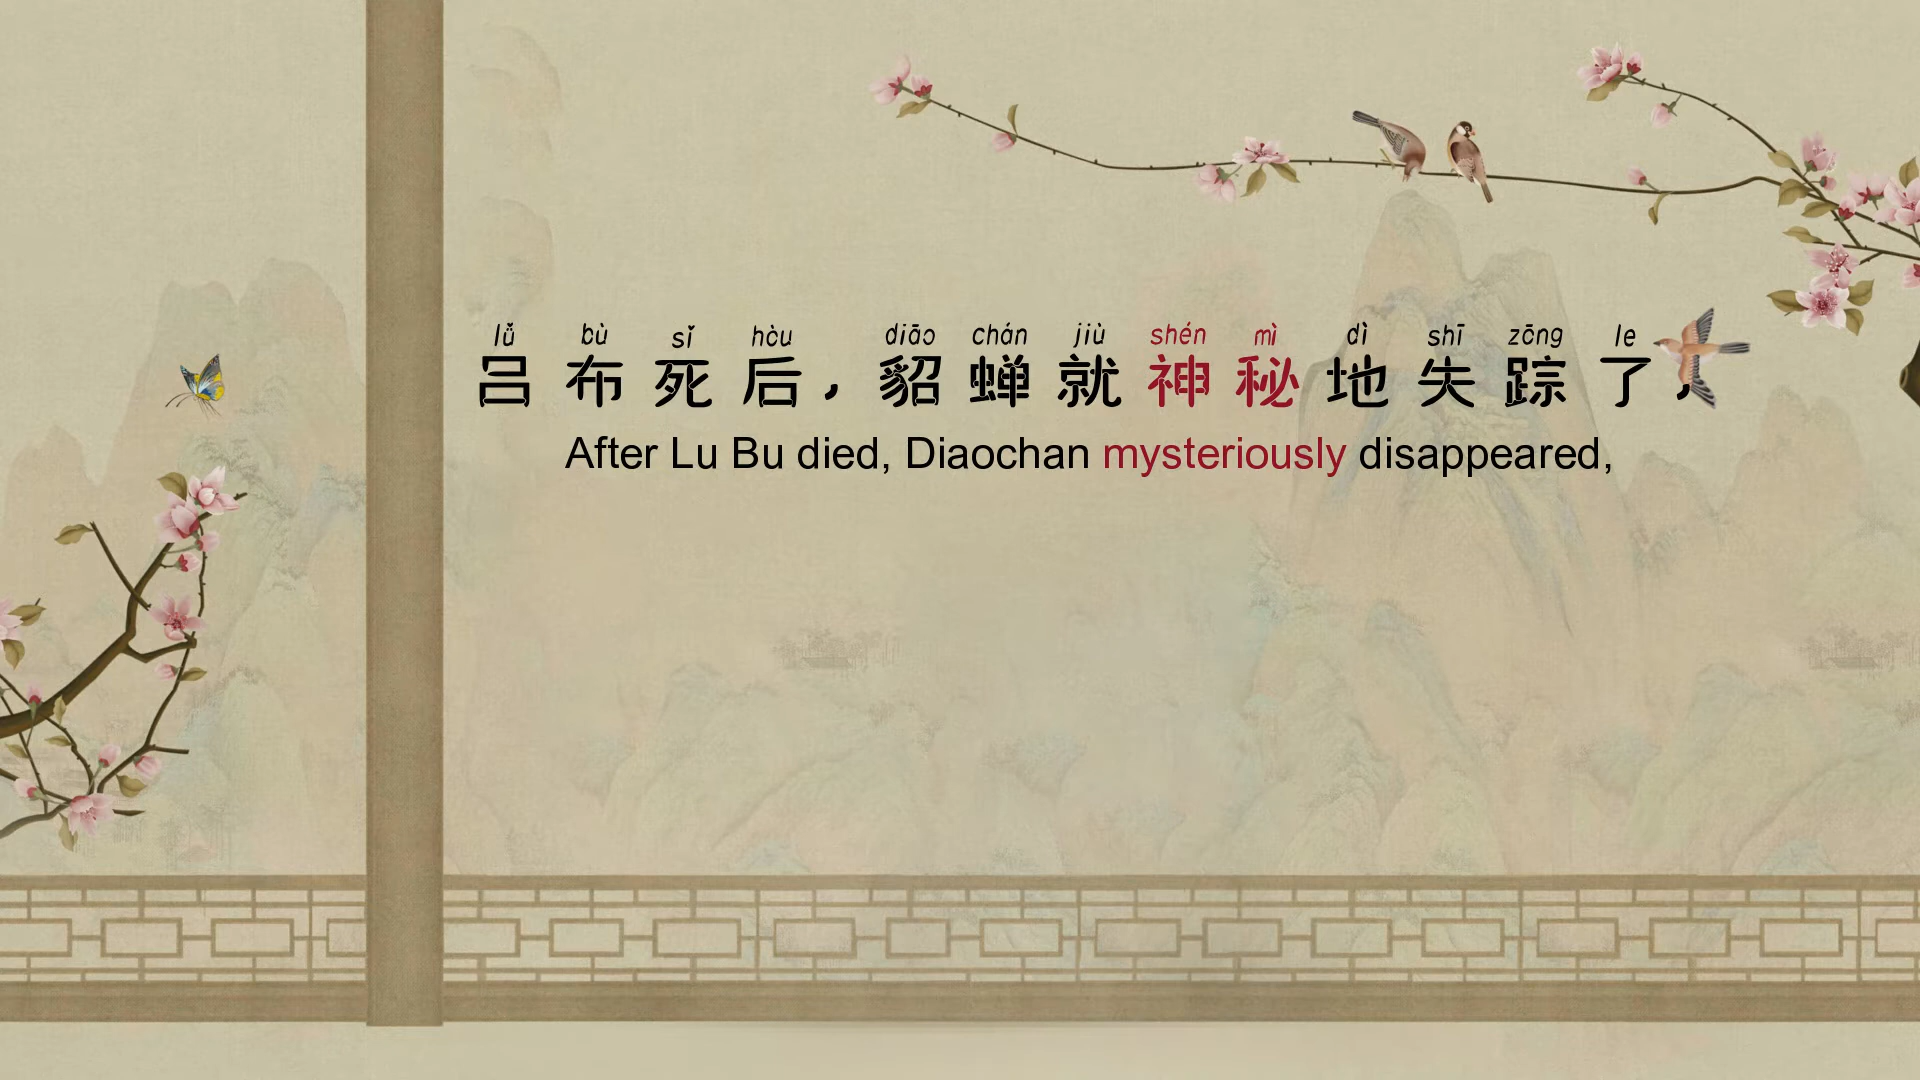 lǚ bù sǐ hòu diāo chán jiù shén mì dì shī zōng le
吕布死后，貂蝉就神秘地失踪了，
After Lu Bu died, Diaochan mysteriously disappeared,